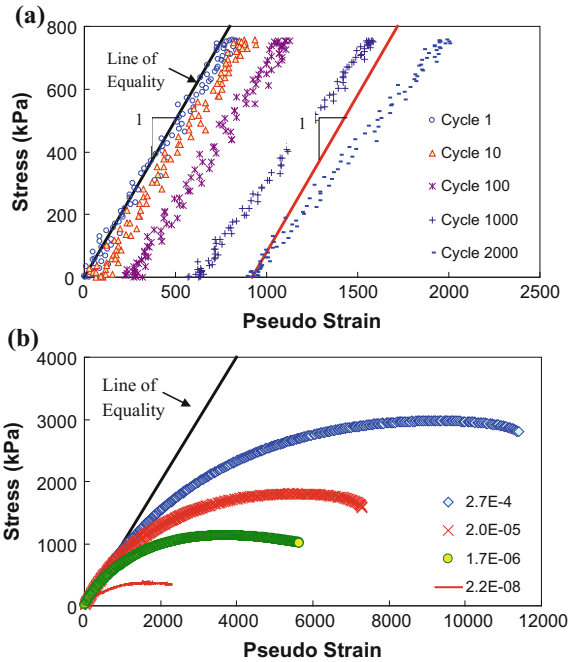 (a)
800
600
400
200
0
Stress (kPa)
Line of
Equality
1
1
Cycle 1
Cycle 10
Cycle 100
Cycle 1000
Cycle 2000
0 500 1000 1500 2000 2500
Pseudo Strain
(b)
4000
3000
2000
1000
0
Stress (kPa)
Line of
Equality
2.7E-4
2.0E-05
1.7E-06
2.2E-08
0 2000 4000 6000 8000 10000 12000
Pseudo Strain